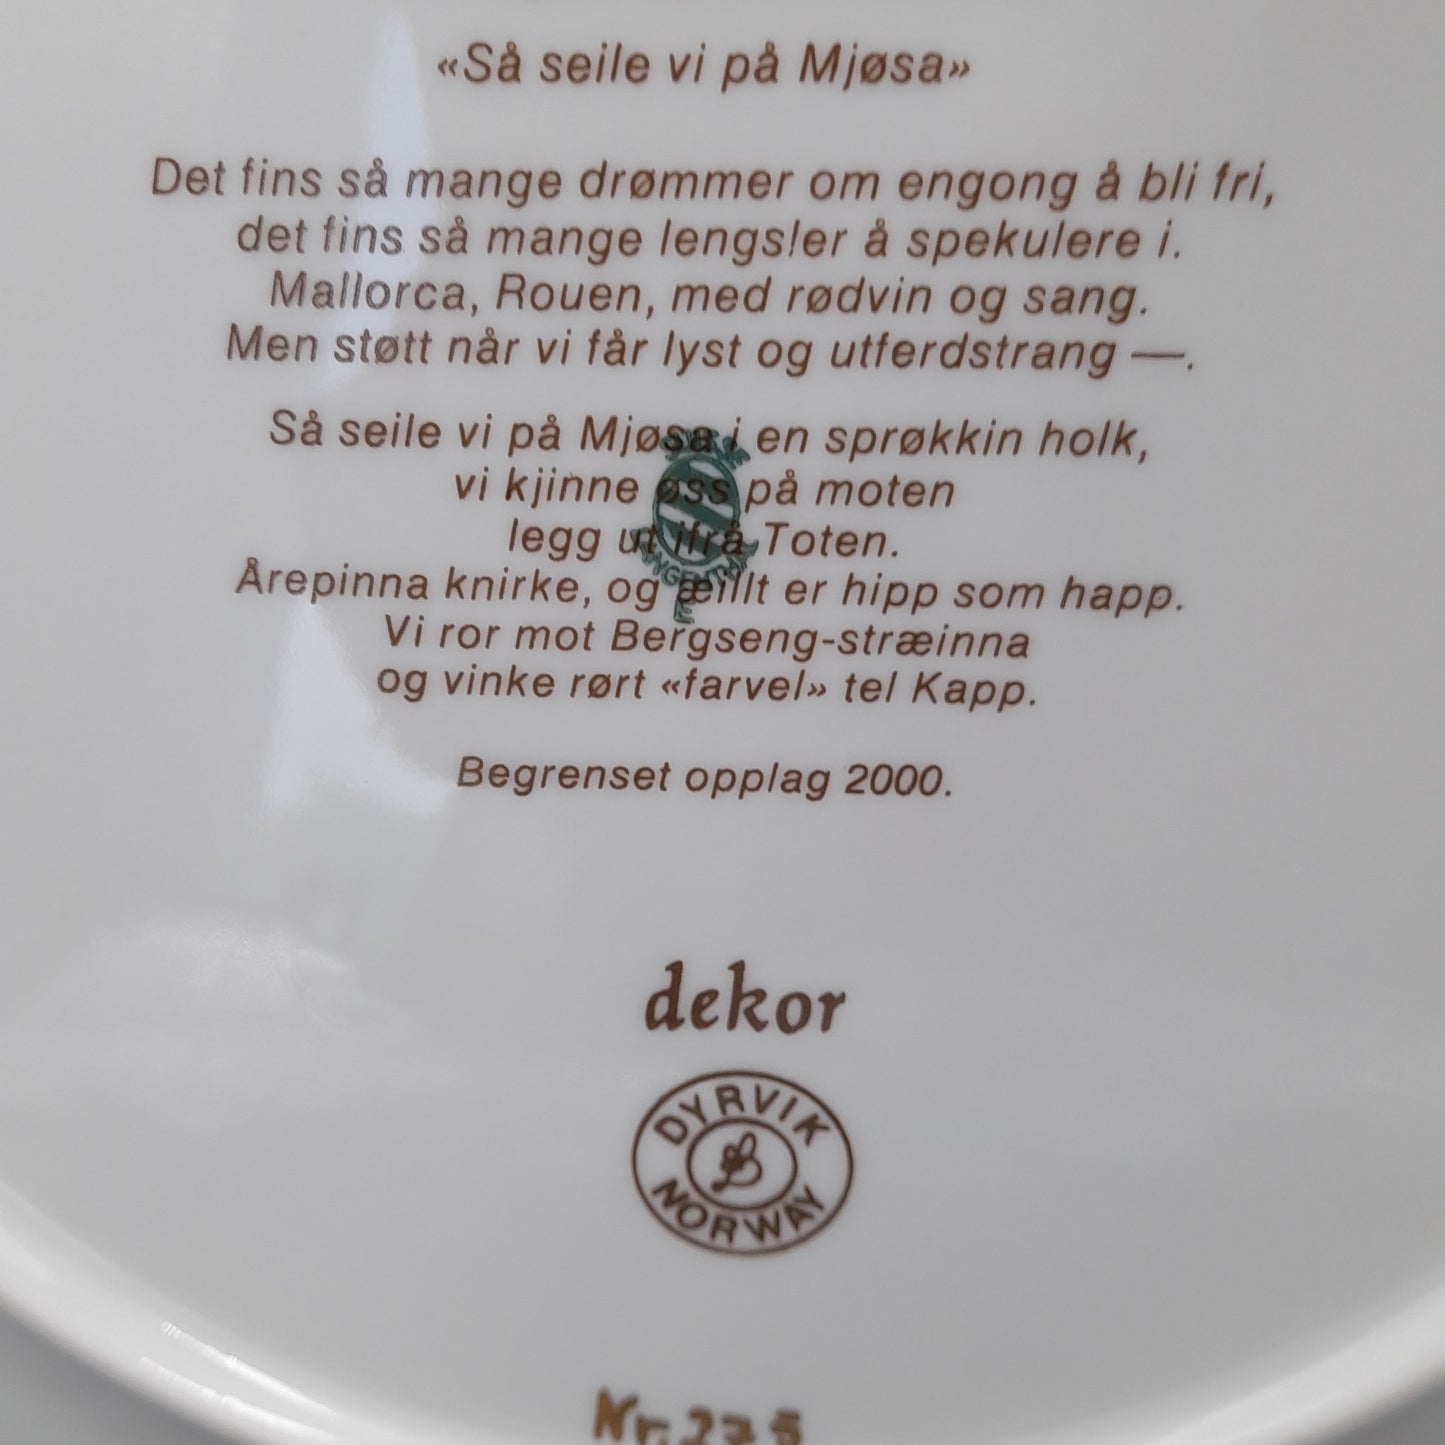 «Så seile vi på Mjøsa»
Det fins så mange drømmer om engong å bli fri,
det fins så mange lengsler å spekulere i.
Mallorca, Rouen, med rødvin og sang.
Men støtt når vi får lyst og utferdstrang —.
Så seile vi på Mjøsa i en sprøkkin holk,
vi kjinne øss på moten
legg ut ifrå Toten.
Årepinna knirke, og æillt er hipp som happ.
Vi ror mot Bergseng-stræinna
og vinke rørt «farvel» tel Kapp.
Begrenset opplag 2000.
dekor
DYRVIK
NORWAY
Nr. 275